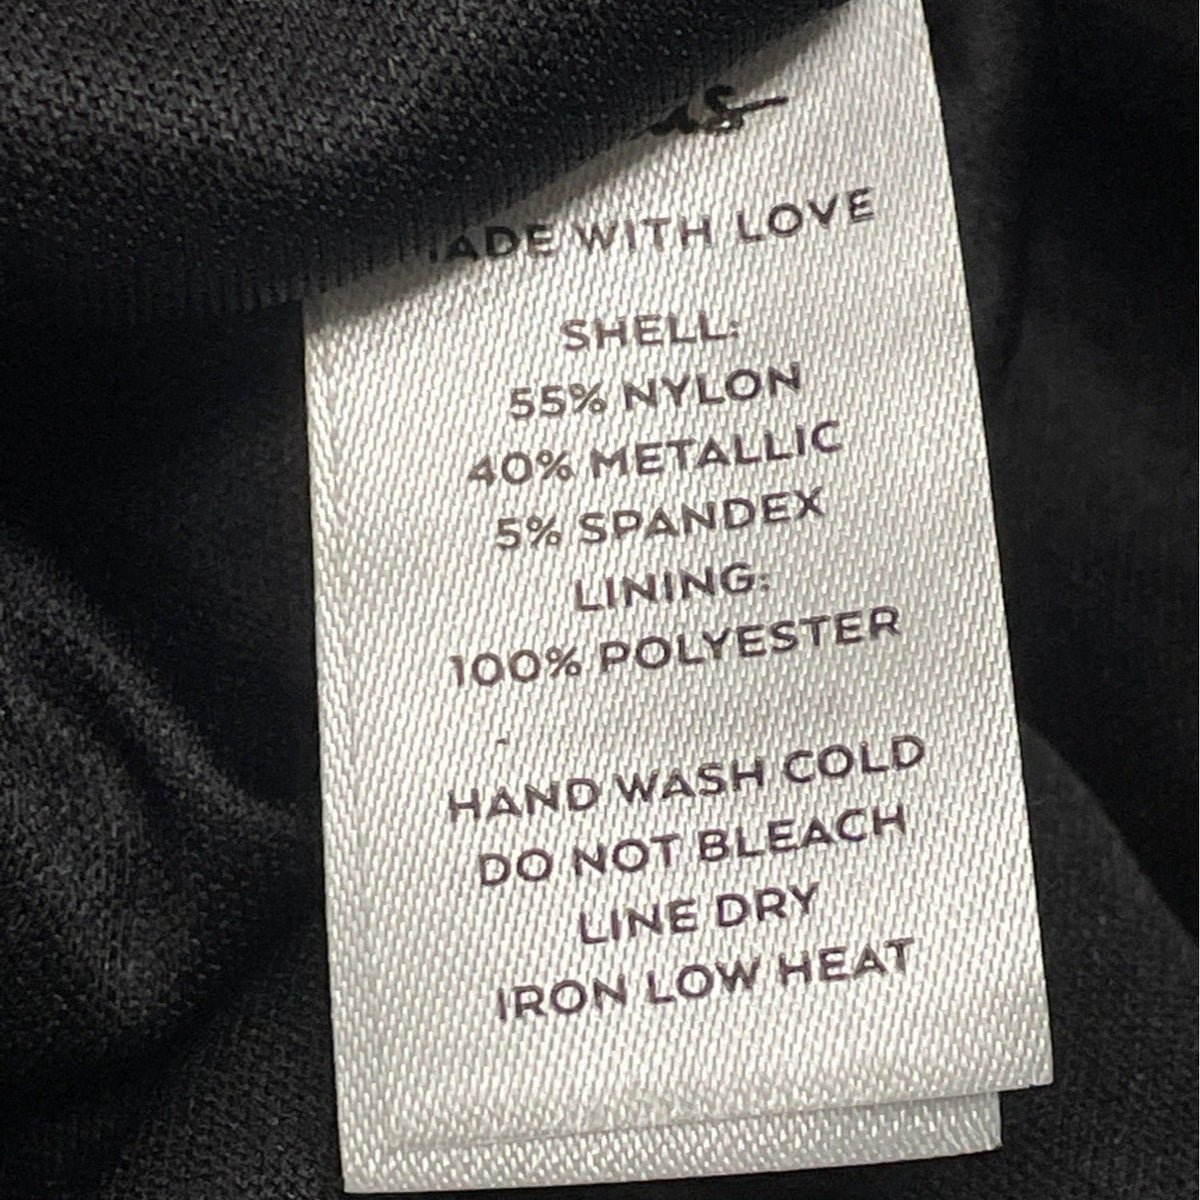 MADE WITH LOVE
SHELL:
55% NYLON
40% METALLIC
5% SPANDEX
LINING:
100% POLYESTER
HAND WASH COLD
DO NOT BLEACH
LINE DRY
IRON LOW HEAT